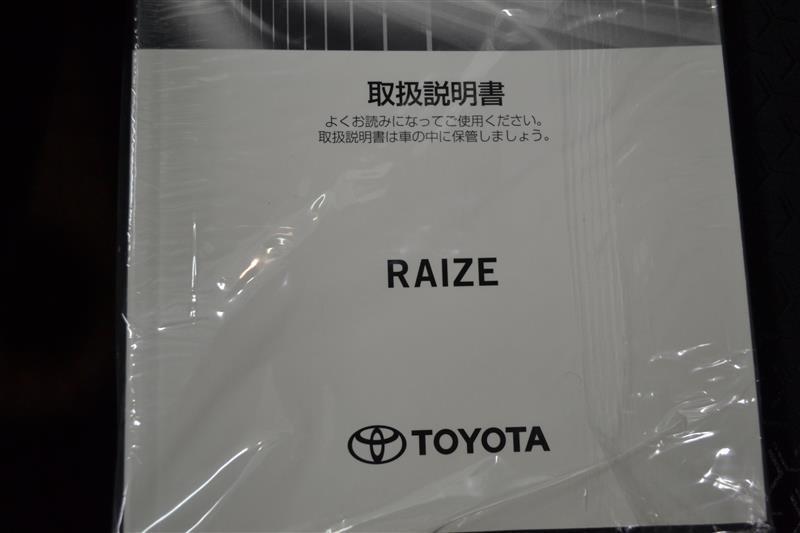 取扱説明書
よくお読みになってご使用ください。
取扱説明書は車の中に保管しましょう。
RAIZE
TOYOTA